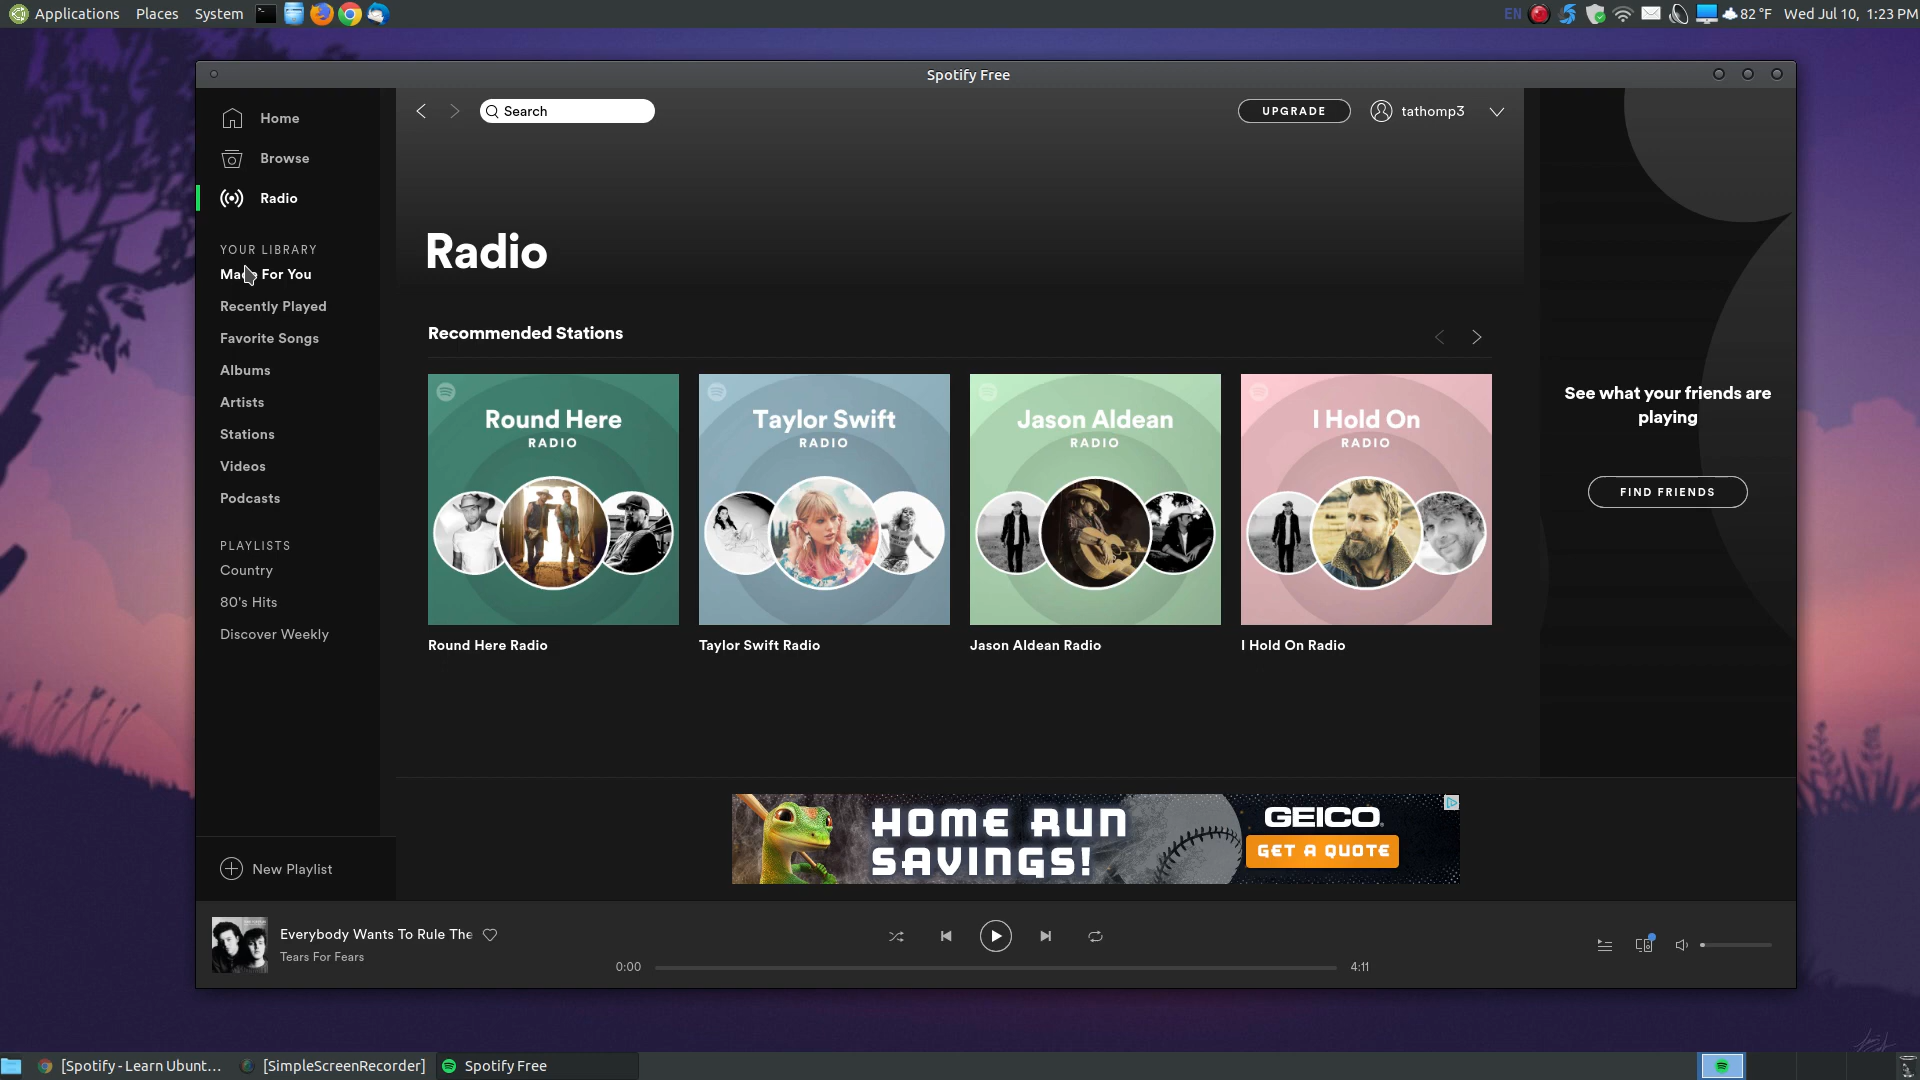 Applications Places System
EN 82 °F Wed Jul 10, 1:23 PM
Spotify Free
Home
Browse
Radio
YOUR LIBRARY
Made For You
Recently Played
Favorite Songs
Albums
Artists
Stations
Videos
Podcasts
PLAYLISTS
Country
80's Hits
Discover Weekly
New Playlist
Search
UPGRADE
tathomp3
Radio
Recommended Stations
Round Here
RADIO
Round Here Radio
Taylor Swift
RADIO
Taylor Swift Radio
Jason Aldean
RADIO
Jason Aldean Radio
I Hold On
RADIO
I Hold On Radio
See what your friends are
playing
FIND FRIENDS
HOME RUN
SAVINGS!
GEICO.
GET A QUOTE
Everybody Wants To Rule The
Tears For Fears
0:00
4:11
[Spotify - Learn Ubunt...
[SimpleScreenRecorder]
Spotify Free